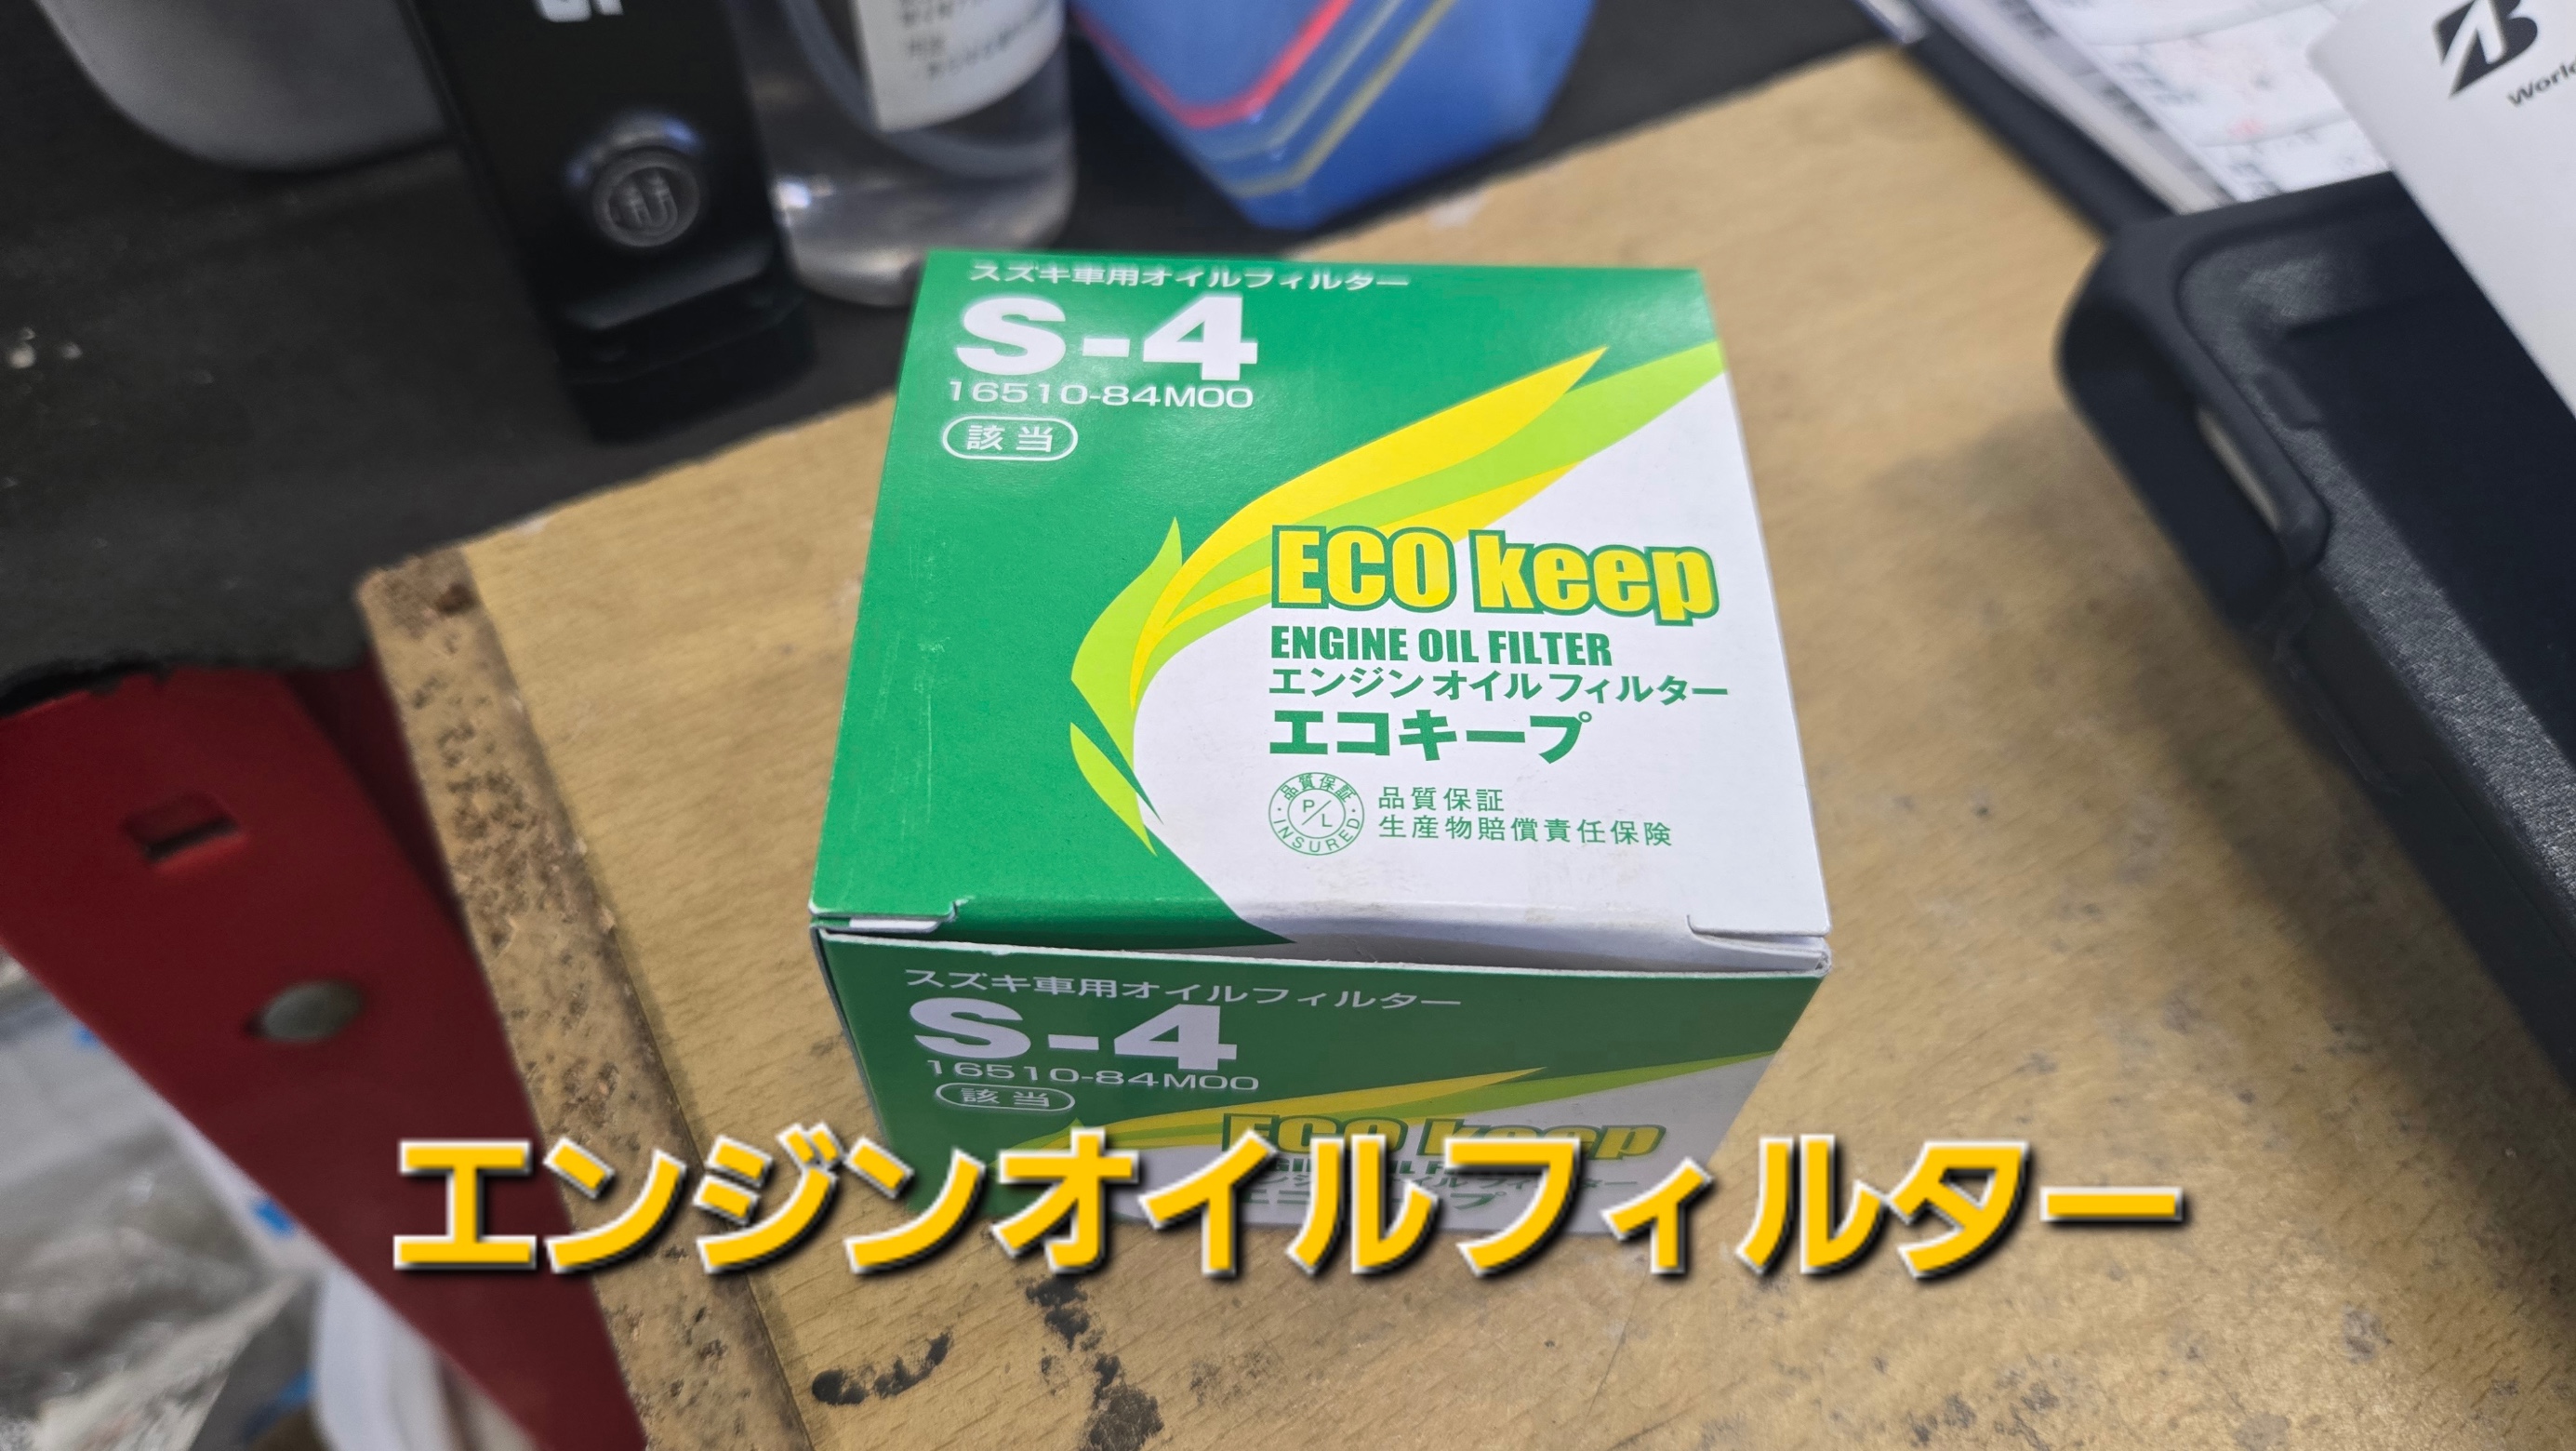 スズキ車用オイルフィルター
S-4
16510-84M00
該当
ECO keep
ENGINE OIL FILTER
エンジンオイルフィルター
エコキープ
品質保証
P/L
INSURED
品質保証
生産物賠償責任保険
スズキ車用オイルフィルター
S-4
16510-84M00
該当
ECO keep
エンジンオイルフィルター